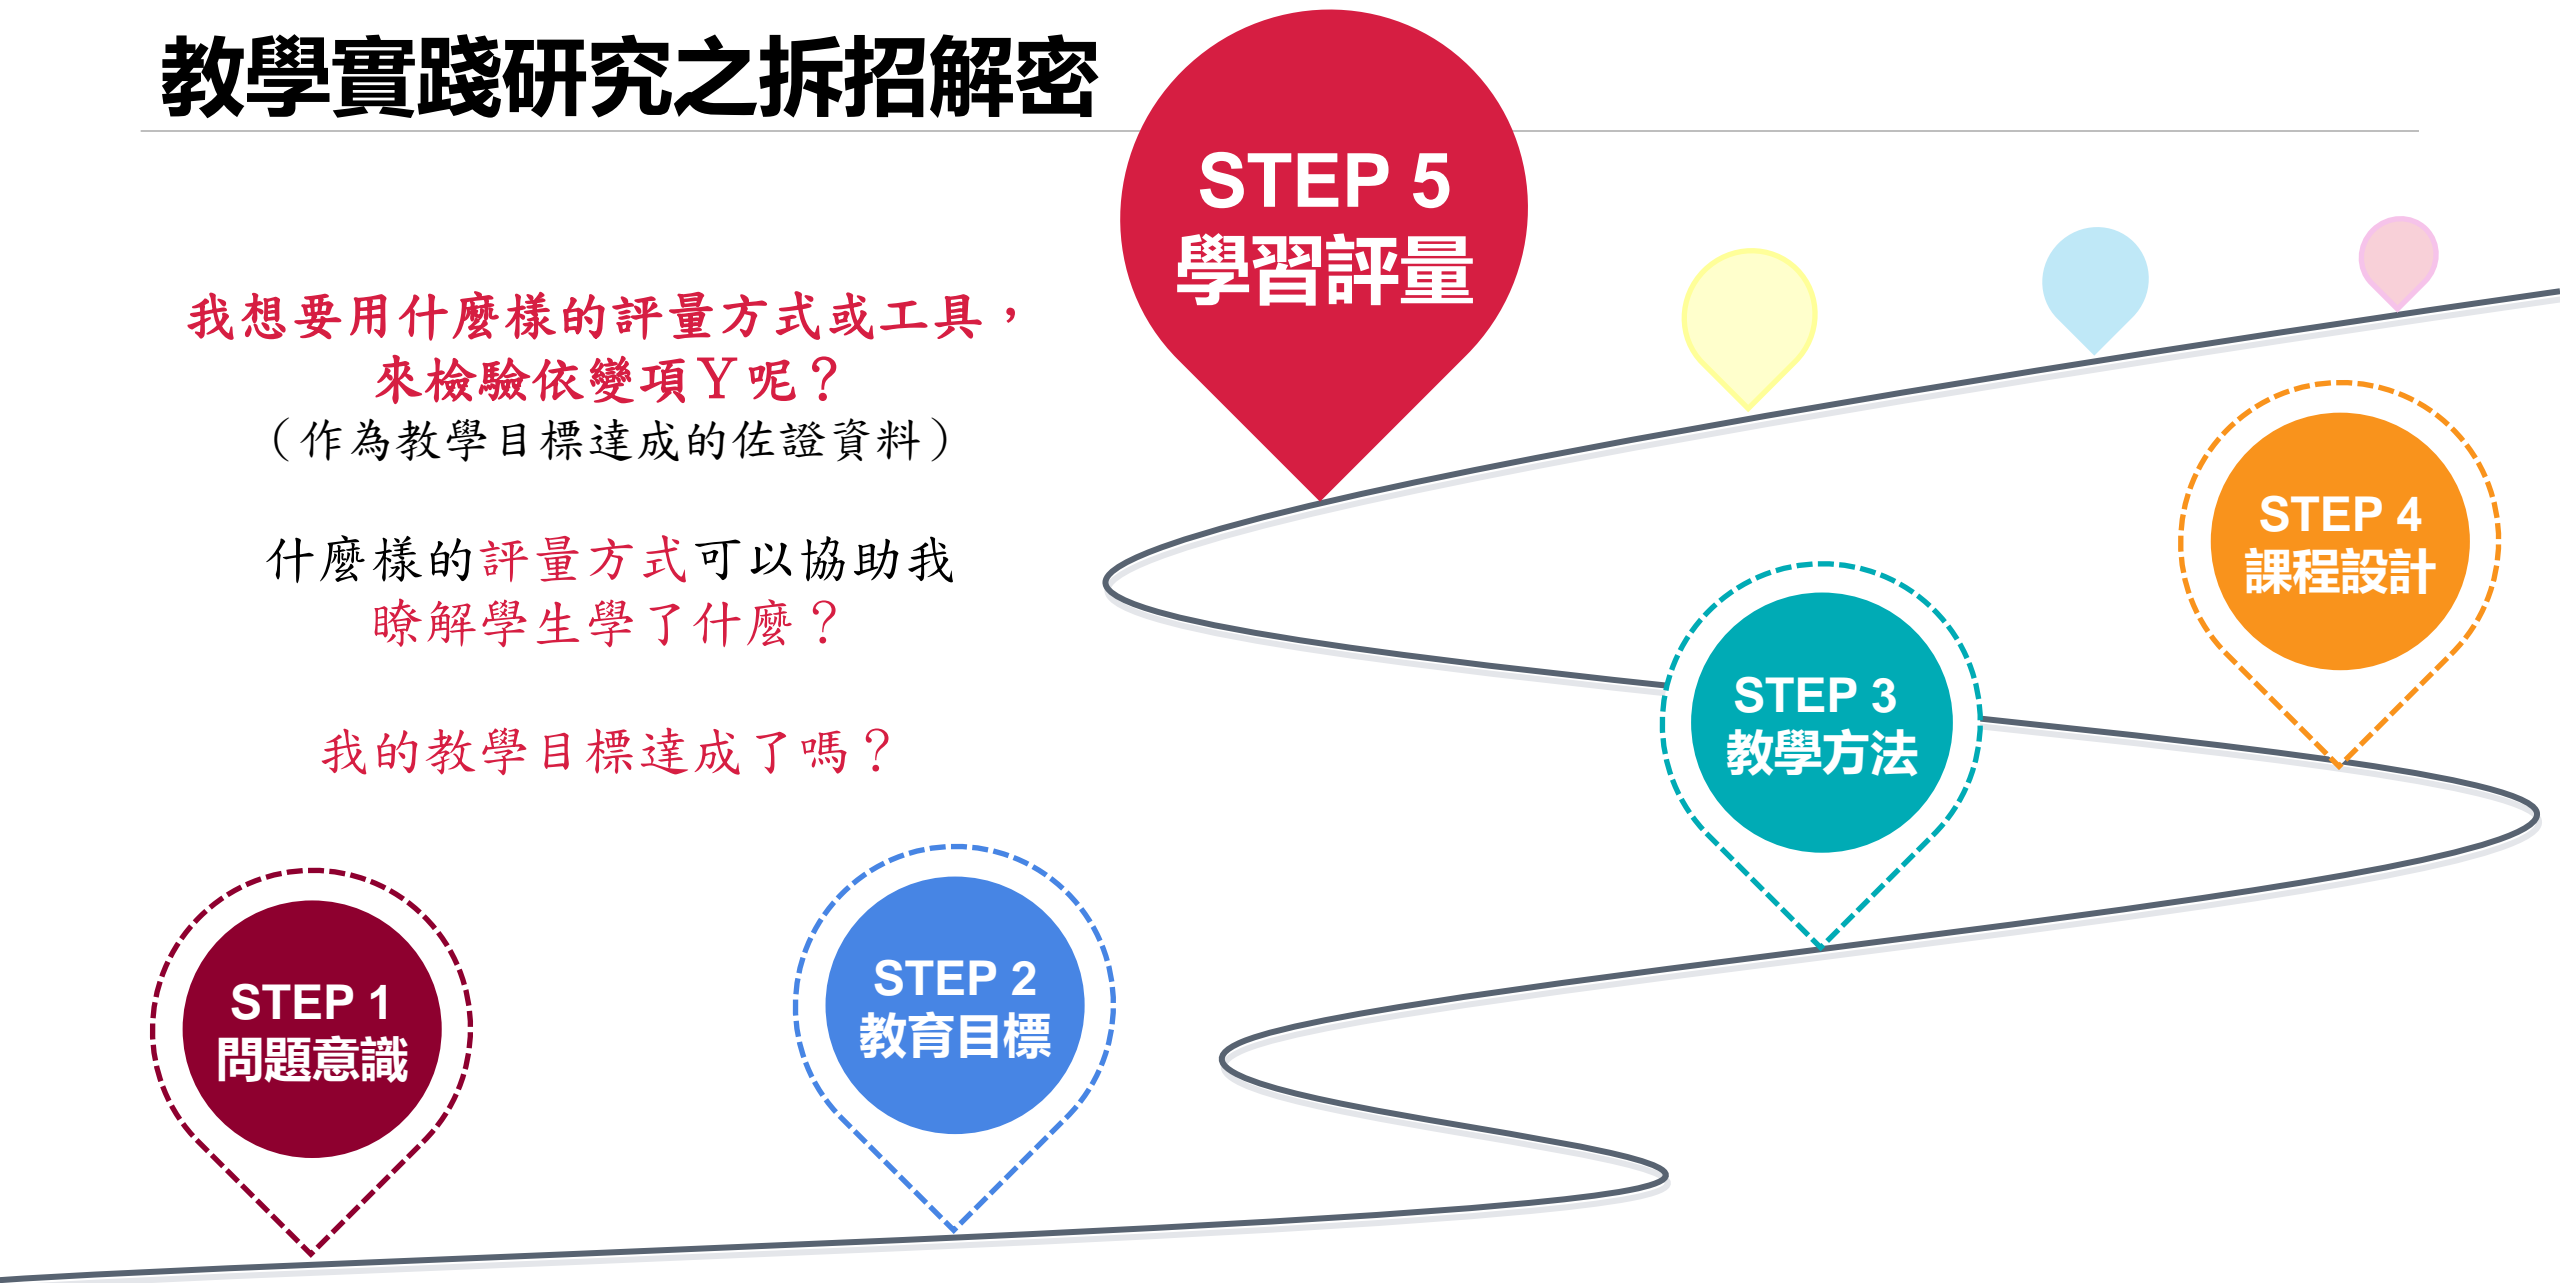 教學實踐研究之拆招解密
STEP 5
學習評量
我想要用什麼樣的評量方式或工具，
來檢驗依變項Ｙ呢？
（作為教學目標達成的佐證資料）
什麼樣的評量方式可以協助我
瞭解學生學了什麼？
我的教學目標達成了嗎？
STEP 4
課程設計
STEP 3
教學方法
STEP 2
教育目標
STEP 1
問題意識